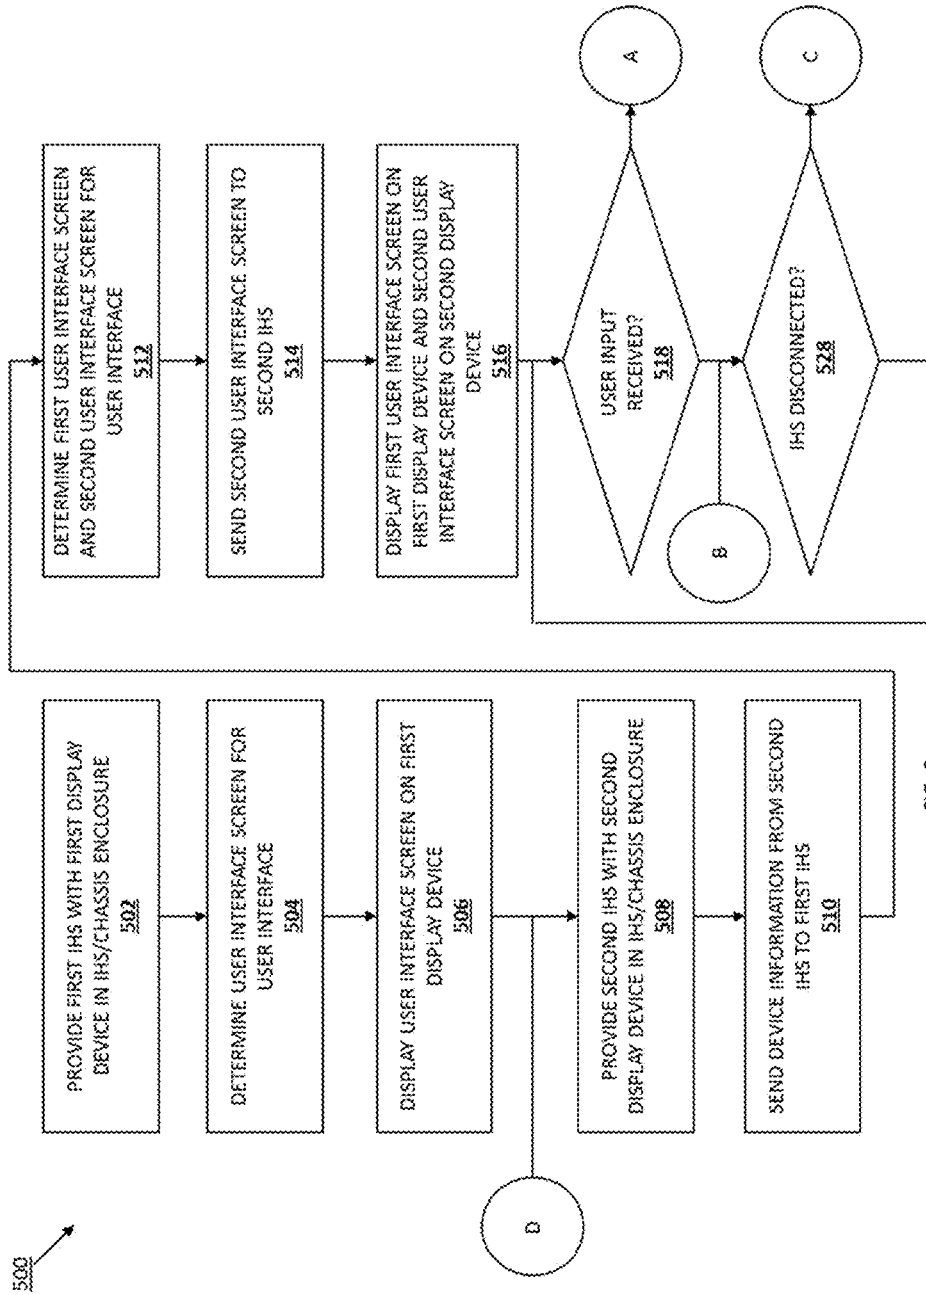 500
PROVIDE FIRST IHS WITH FIRST DISPLAY
DEVICE IN IHS/CHASSIS ENCLOSURE
502
DETERMINE USER INTERFACE SCREEN FOR
USER INTERFACE
504
DISPLAY USER INTERFACE SCREEN ON FIRST
DISPLAY DEVICE
506
D
PROVIDE SECOND IHS WITH SECOND
DISPLAY DEVICE IN IHS/CHASSIS ENCLOSURE
508
SEND DEVICE INFORMATION FROM SECOND
IHS TO FIRST IHS
510
DETERMINE FIRST USER INTERFACE SCREEN
AND SECOND USER INTERFACE SCREEN FOR
USER INTERFACE
512
SEND SECOND USER INTERFACE SCREEN TO
SECOND IHS
514
DISPLAY FIRST USER INTERFACE SCREEN ON
FIRST DISPLAY DEVICE AND SECOND USER
INTERFACE SCREEN ON SECOND DISPLAY
DEVICE
516
USER INPUT
RECEIVED?
518
A
B
IHS DISCONNECTED?
528
C